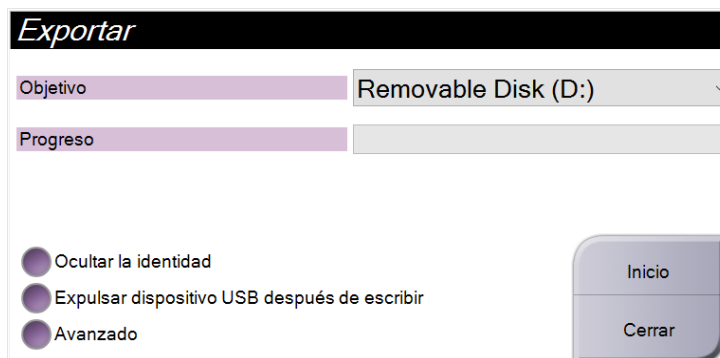 Exportar
Objetivo
Removable Disk (D:)
Progreso
Ocultar la identidad
Expulsar dispositivo USB después de escribir
Avanzado
Inicio
Cerrar